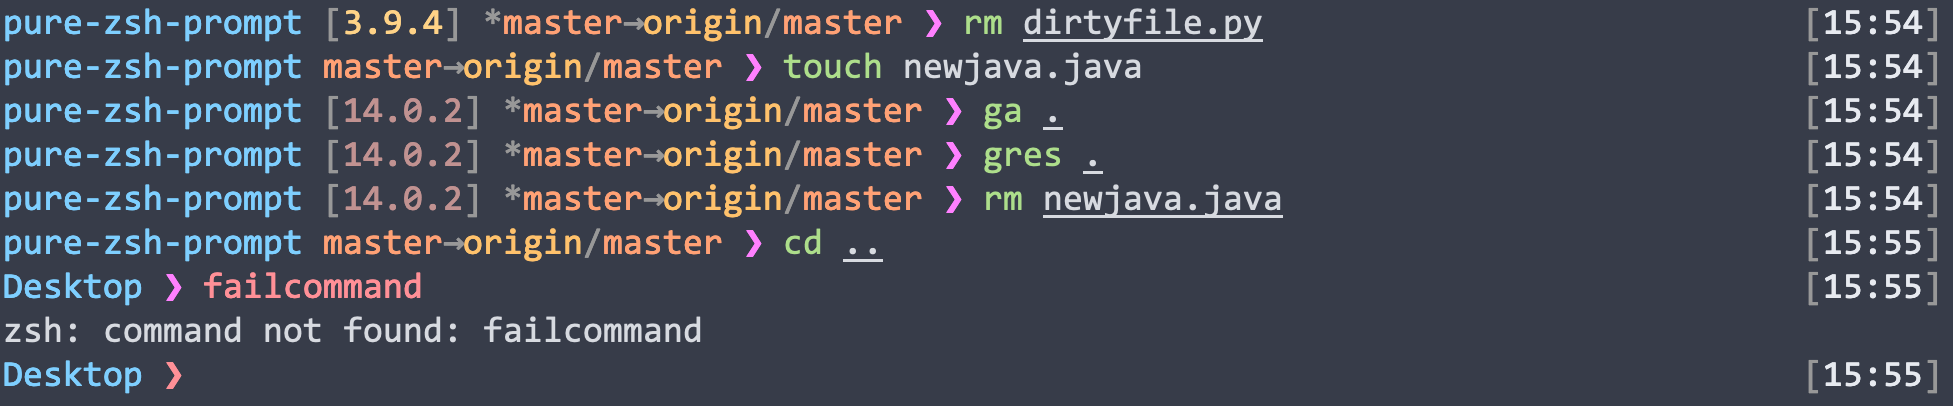 pure-zsh-prompt [3.9.4] *master→origin/master ❯ rm dirtyfile.py [15:54]
pure-zsh-prompt master→origin/master ❯ touch newjava.java [15:54]
pure-zsh-prompt [14.0.2] *master→origin/master ❯ ga . [15:54]
pure-zsh-prompt [14.0.2] *master→origin/master ❯ gres . [15:54]
pure-zsh-prompt [14.0.2] *master→origin/master ❯ rm newjava.java [15:54]
pure-zsh-prompt master→origin/master ❯ cd .. [15:55]
Desktop ❯ failcommand [15:55]
zsh: command not found: failcommand
Desktop ❯ [15:55]